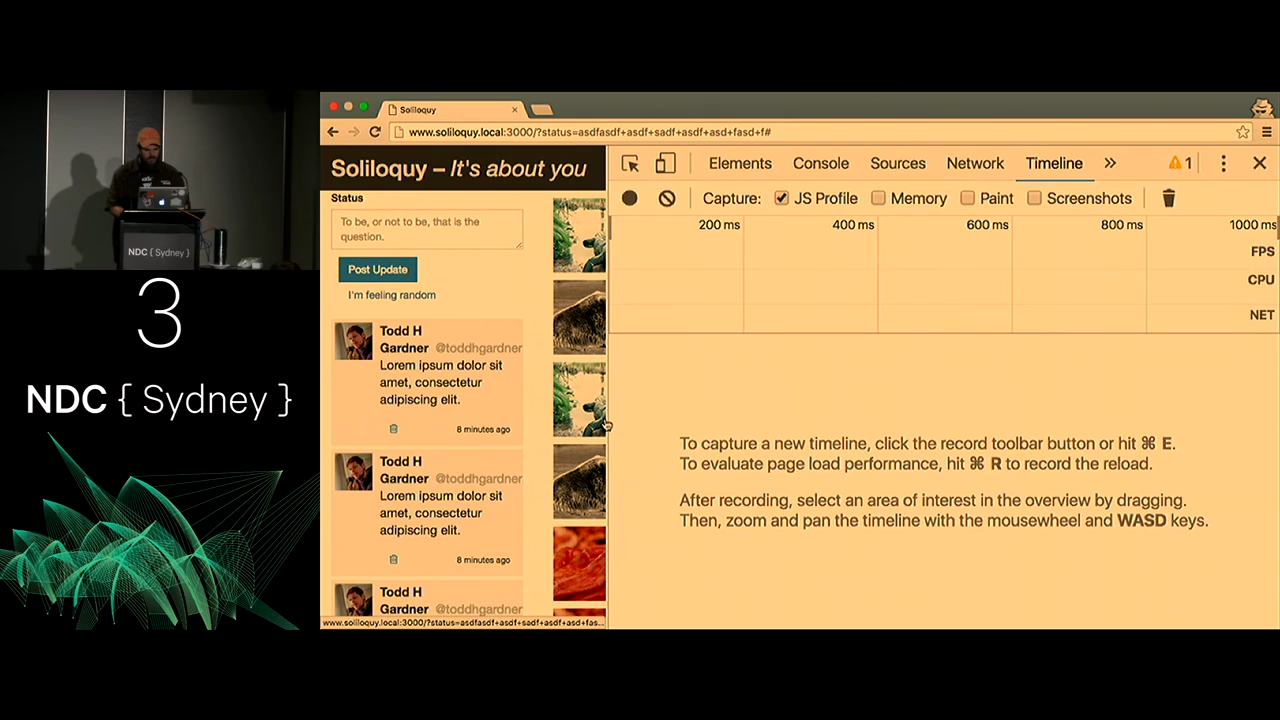 NDC { Sydney }
3
NDC { Sydney }
Soliloquy
www.soliloquy.local:3000/?status=asdfasdf+asdf+sadf+asdf+asd+fasd+f#
Soliloquy – It's about you
Status
To be, or not to be, that is the
question.
Post Update
I'm feeling random
Todd H
Gardner @toddhgardner
Lorem ipsum dolor sit
amet, consectetur
adipiscing elit.
8 minutes ago
Todd H
Gardner @toddhgardner
Lorem ipsum dolor sit
amet, consectetur
adipiscing elit.
8 minutes ago
Todd H
Gardner @toddhgardner
www.soliloquy.local:3000/?status=asdfasdf+asdf+sadf+asdf+asd+fas...
Elements Console Sources Network Timeline » 1
Capture: JS Profile Memory Paint Screenshots
200 ms 400 ms 600 ms 800 ms 1000 ms
FPS
CPU
NET
To capture a new timeline, click the record toolbar button or hit ⌘ E.
To evaluate page load performance, hit ⌘ R to record the reload.
After recording, select an area of interest in the overview by dragging.
Then, zoom and pan the timeline with the mousewheel and WASD keys.